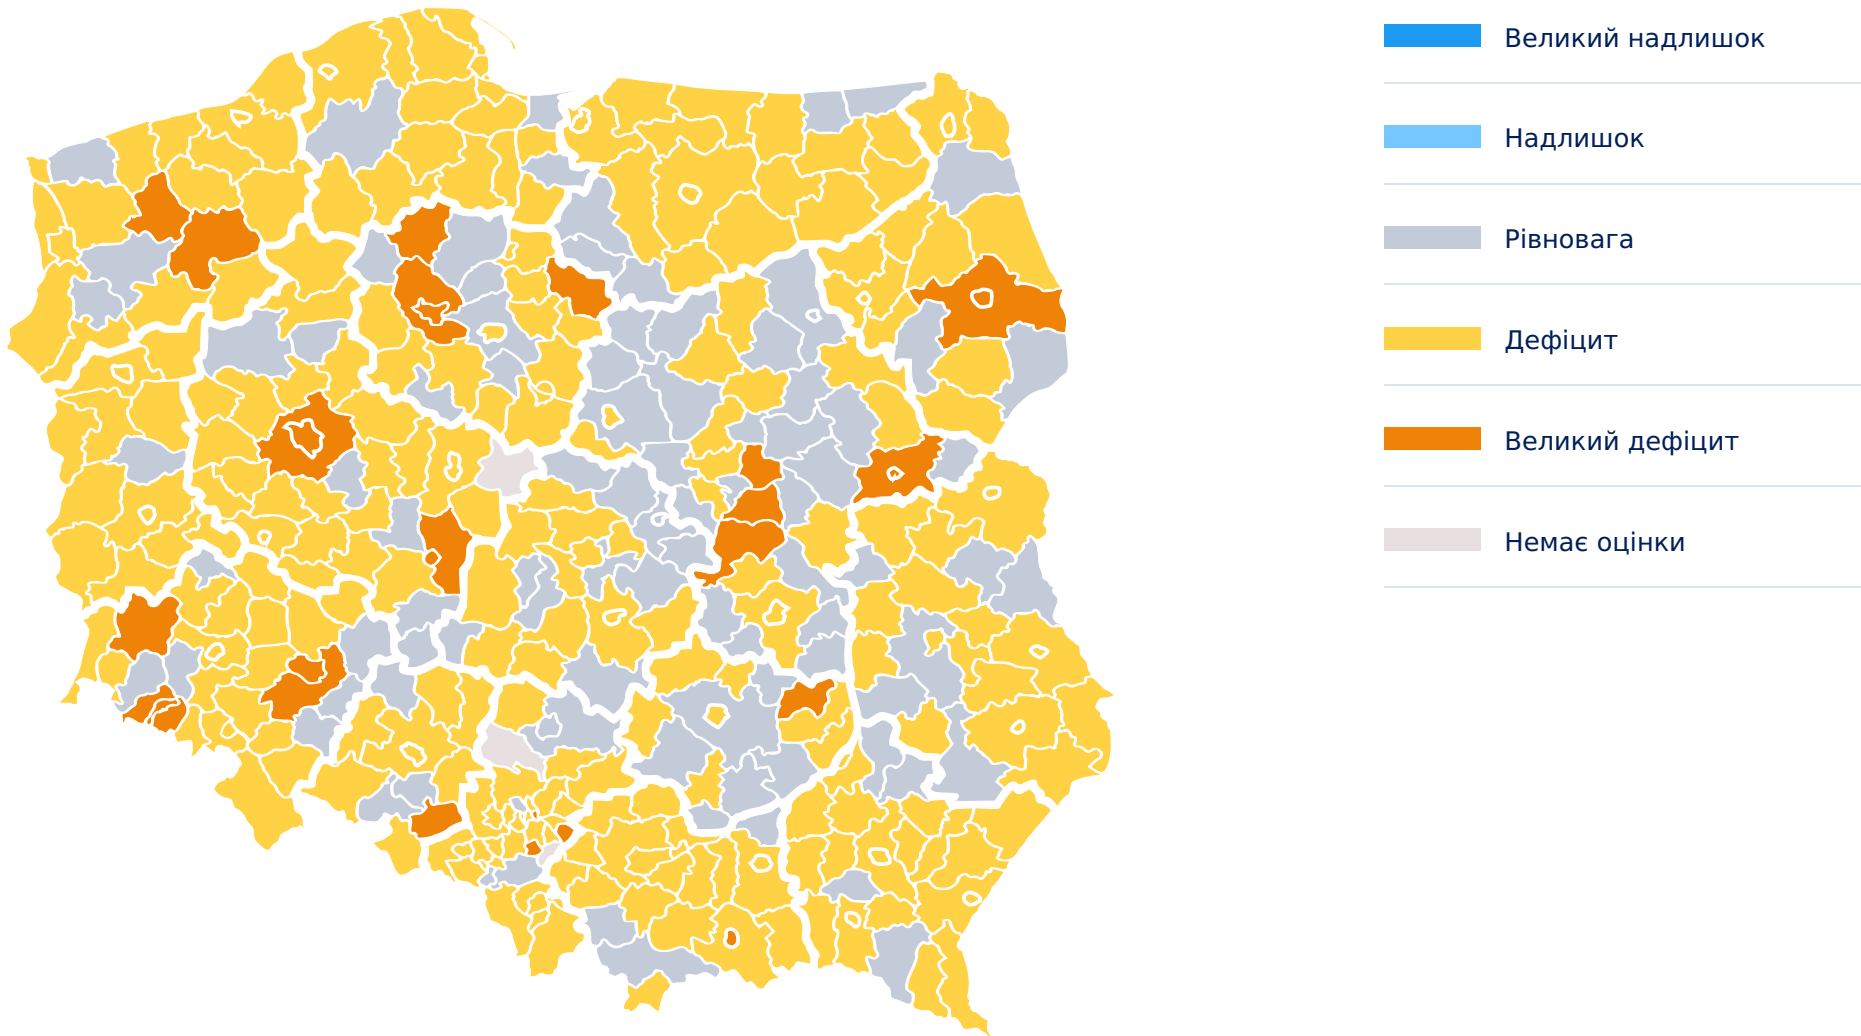 Великий надлишок
Надлишок
Рівновага
Дефіцит
Великий дефіцит
Немає оцінки